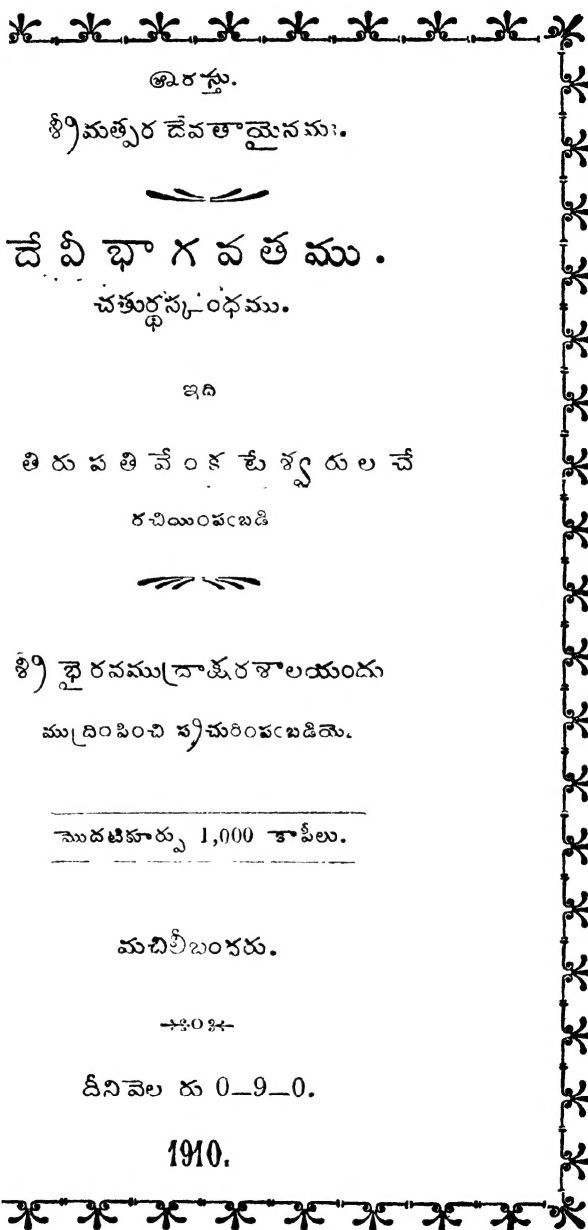 శ్రీరస్తు.
శ్రీమత్పరదేవతాయైనమః.
దేవీభాగవతము.
చతుర్థస్కంధము.
ఇది
తిరుపతి వేంకటేశ్వరులచే
రచియింపఁబడి
శ్రీ భైరవముద్రాక్షరశాలయందు
ముద్రింపించి ప్రచురింపఁబడియె.
మొదటికూర్పు 1,000 కాపీలు.
మచిలీబందరు.
దీనివెల రు 0—9—0.
1910.